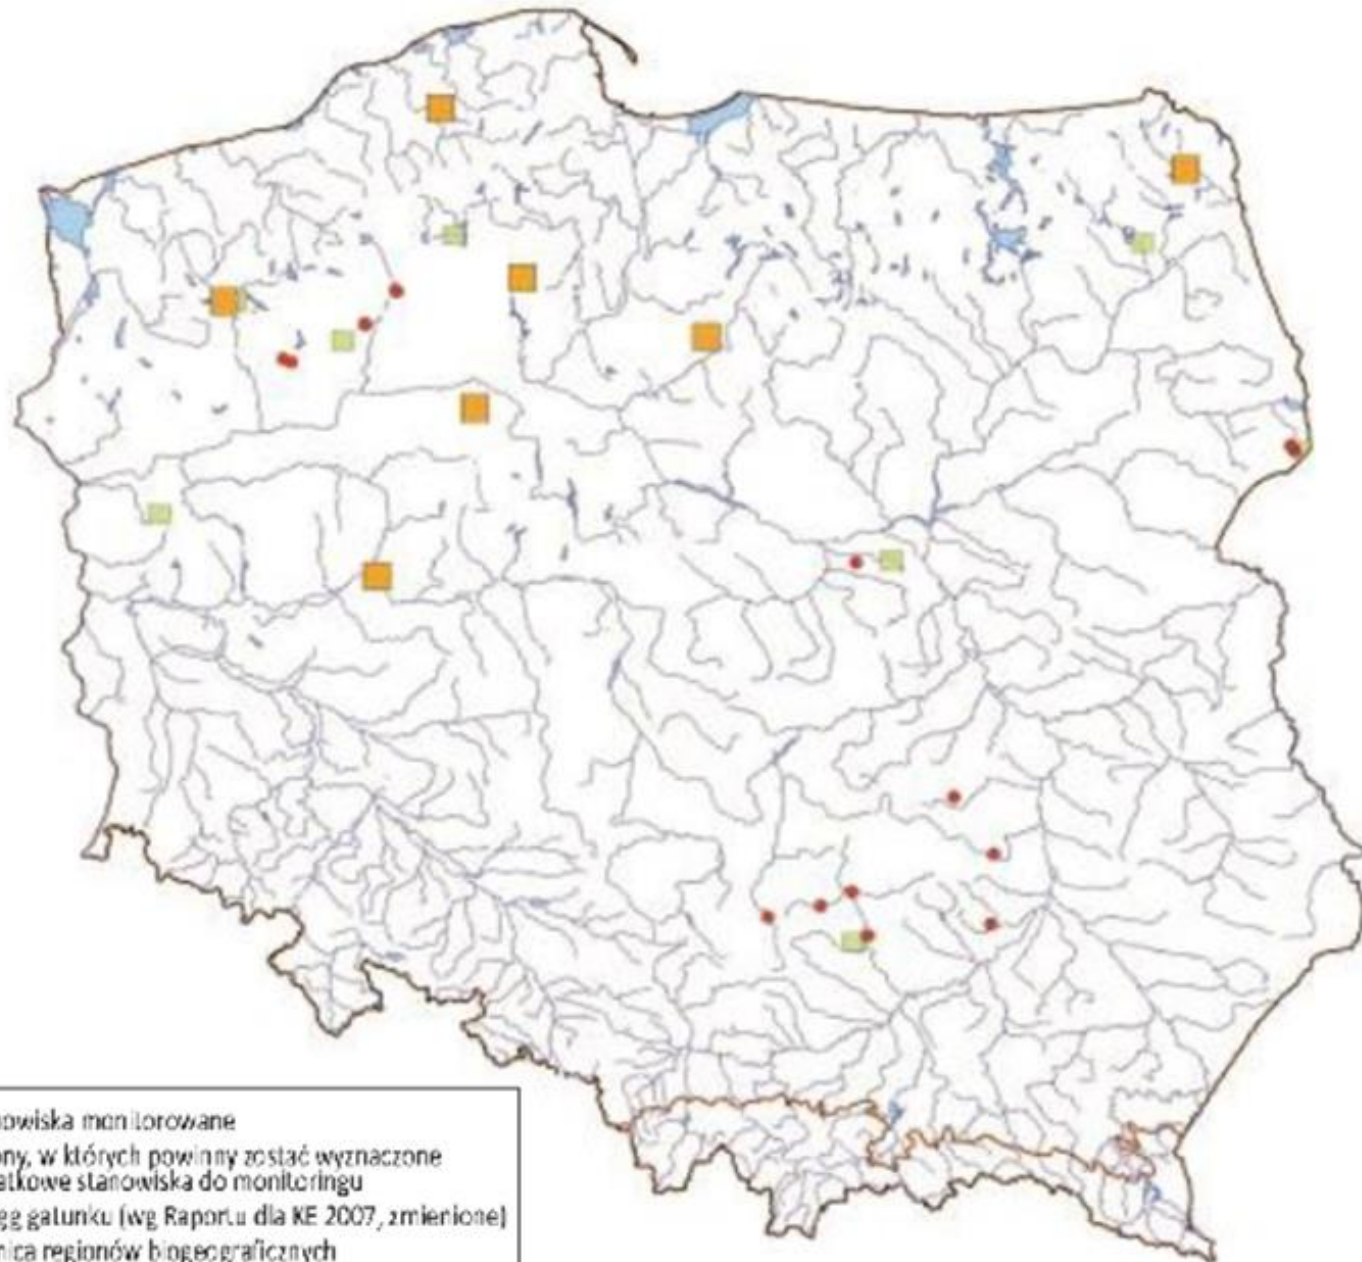 owiska monitorowane
ony, w których powinny zostać wyznaczone
atkowe stanowiska do monitoringu
ęg gatunku (wg Raportu dla KE 2007, zmienione)
nica regionów biogeograficznych